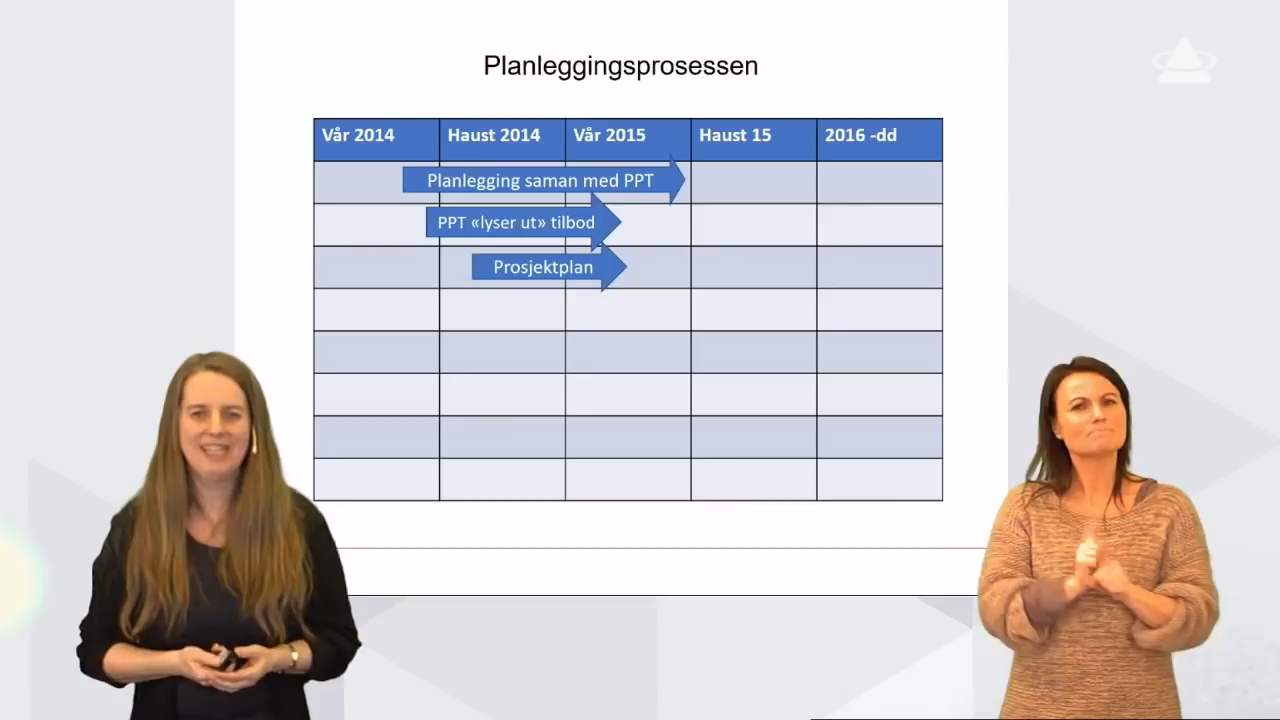 Planleggingsprosessen
Vår 2014 Haust 2014 Vår 2015 Haust 15 2016 -dd
Planlegging saman med PPT
PPT «lyser ut» tilbod
Prosjektplan